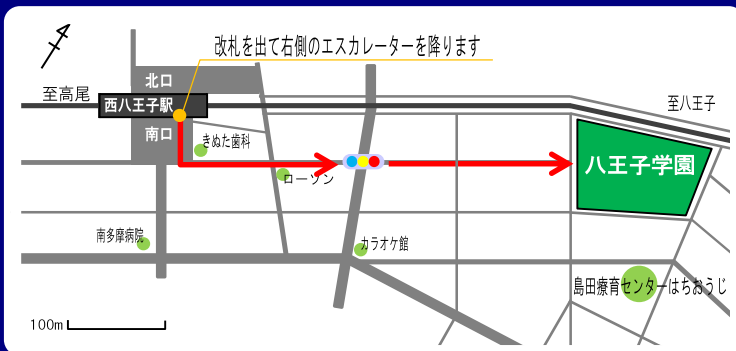 改札を出て右側のエスカレーターを降ります
北口
至高尾
西八王子駅
至八王子
南口
きぬた歯科
八王子学園
ローソン
南多摩病院
カラオケ館
島田療育センターはちおうじ
100m